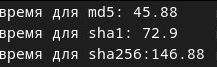 время для md5: 45.88
время для sha1: 72.9
время для sha256:146.88